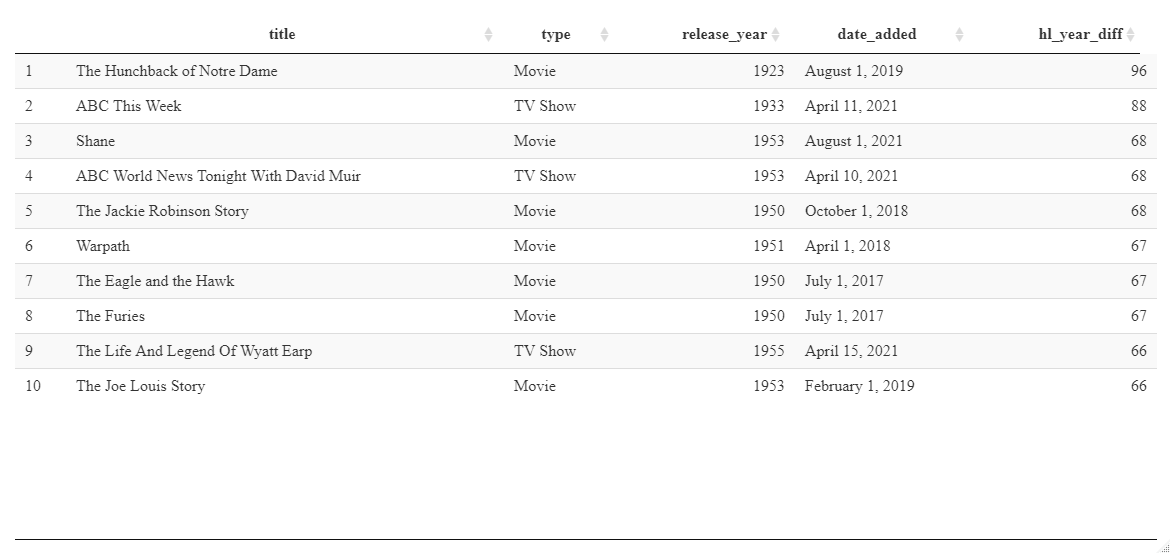 title type release_year date_added hl_year_diff
1 The Hunchback of Notre Dame Movie 1923 August 1, 2019 96
2 ABC This Week TV Show 1933 April 11, 2021 88
3 Shane Movie 1953 August 1, 2021 68
4 ABC World News Tonight With David Muir TV Show 1953 April 10, 2021 68
5 The Jackie Robinson Story Movie 1950 October 1, 2018 68
6 Warpath Movie 1951 April 1, 2018 67
7 The Eagle and the Hawk Movie 1950 July 1, 2017 67
8 The Furies Movie 1950 July 1, 2017 67
9 The Life And Legend Of Wyatt Earp TV Show 1955 April 15, 2021 66
10 The Joe Louis Story Movie 1953 February 1, 2019 66